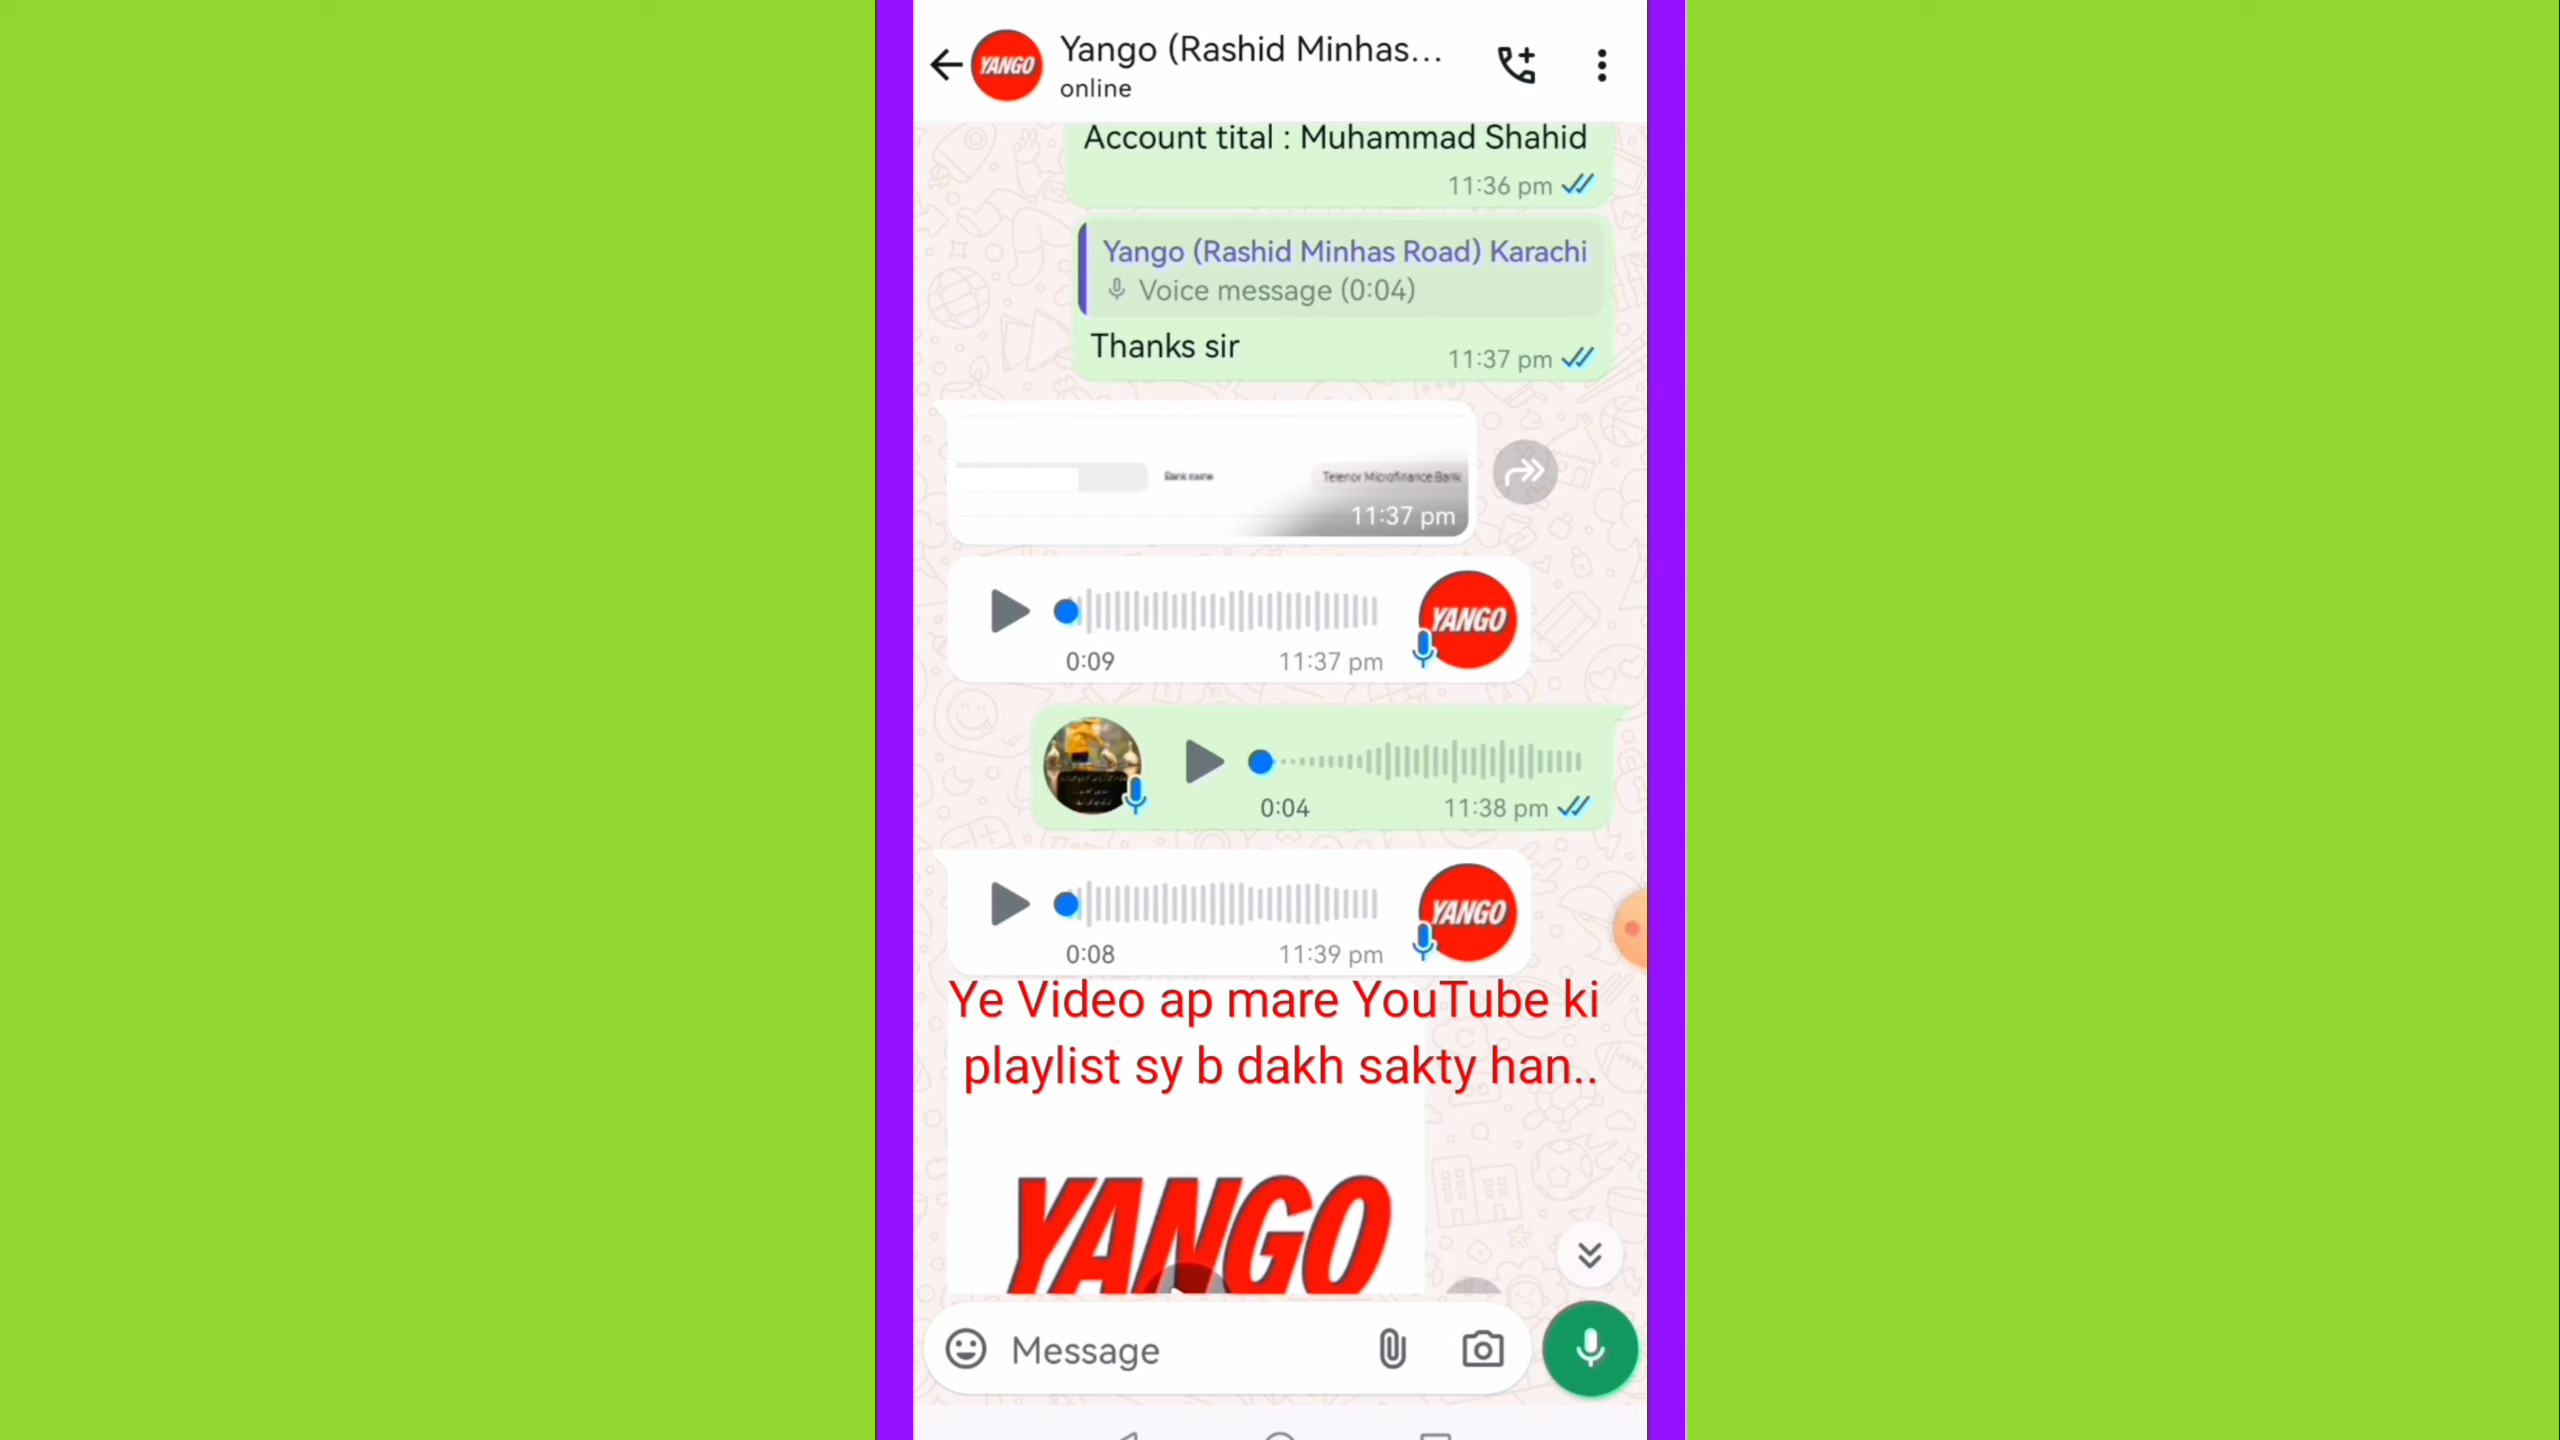 YANGO
Yango (Rashid Minhas...
online
Account tital : Muhammad Shahid
11:36 pm
Yango (Rashid Minhas Road) Karachi
Voice message (0:04)
Thanks sir
11:37 pm
Bank name
Telenor Microfinance Bank
11:37 pm
YANGO
0:09
11:37 pm
0:04
11:38 pm
YANGO
0:08
11:39 pm
Ye Video ap mare YouTube ki
playlist sy b dakh sakty han..
YANGO
Message